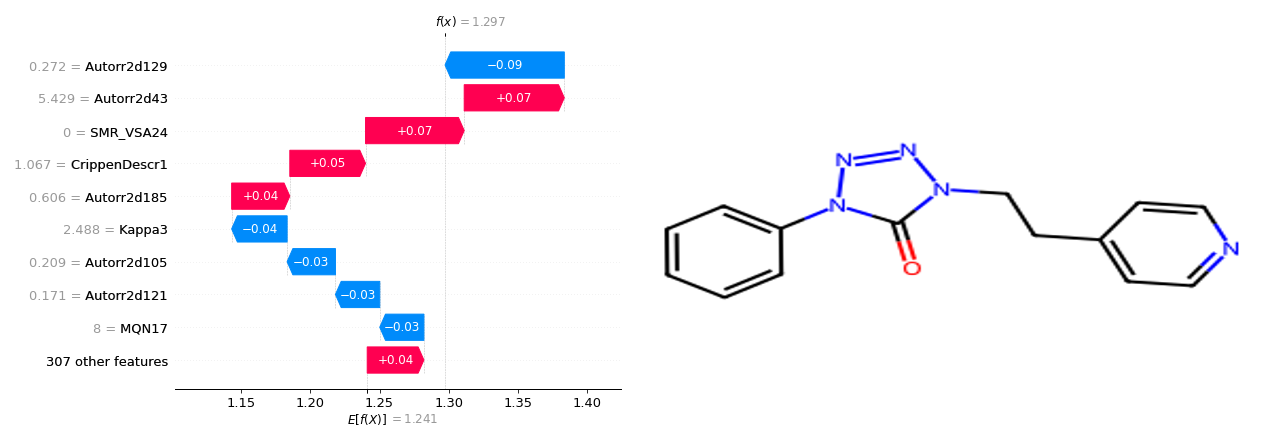 f(x) = 1.297
0.272 = Autorr2d129
−0.09
5.429 = Autorr2d43
+0.07
0 = SMR_VSA24
+0.07
1.067 = CrippenDescr1
+0.05
0.606 = Autorr2d185
+0.04
2.488 = Kappa3
−0.04
0.209 = Autorr2d105
−0.03
0.171 = Autorr2d121
−0.03
8 = MQN17
−0.03
307 other features
+0.04
1.15 1.20 1.25 1.30 1.35 1.40
E[f(X)] = 1.241
N N
N N
O
N